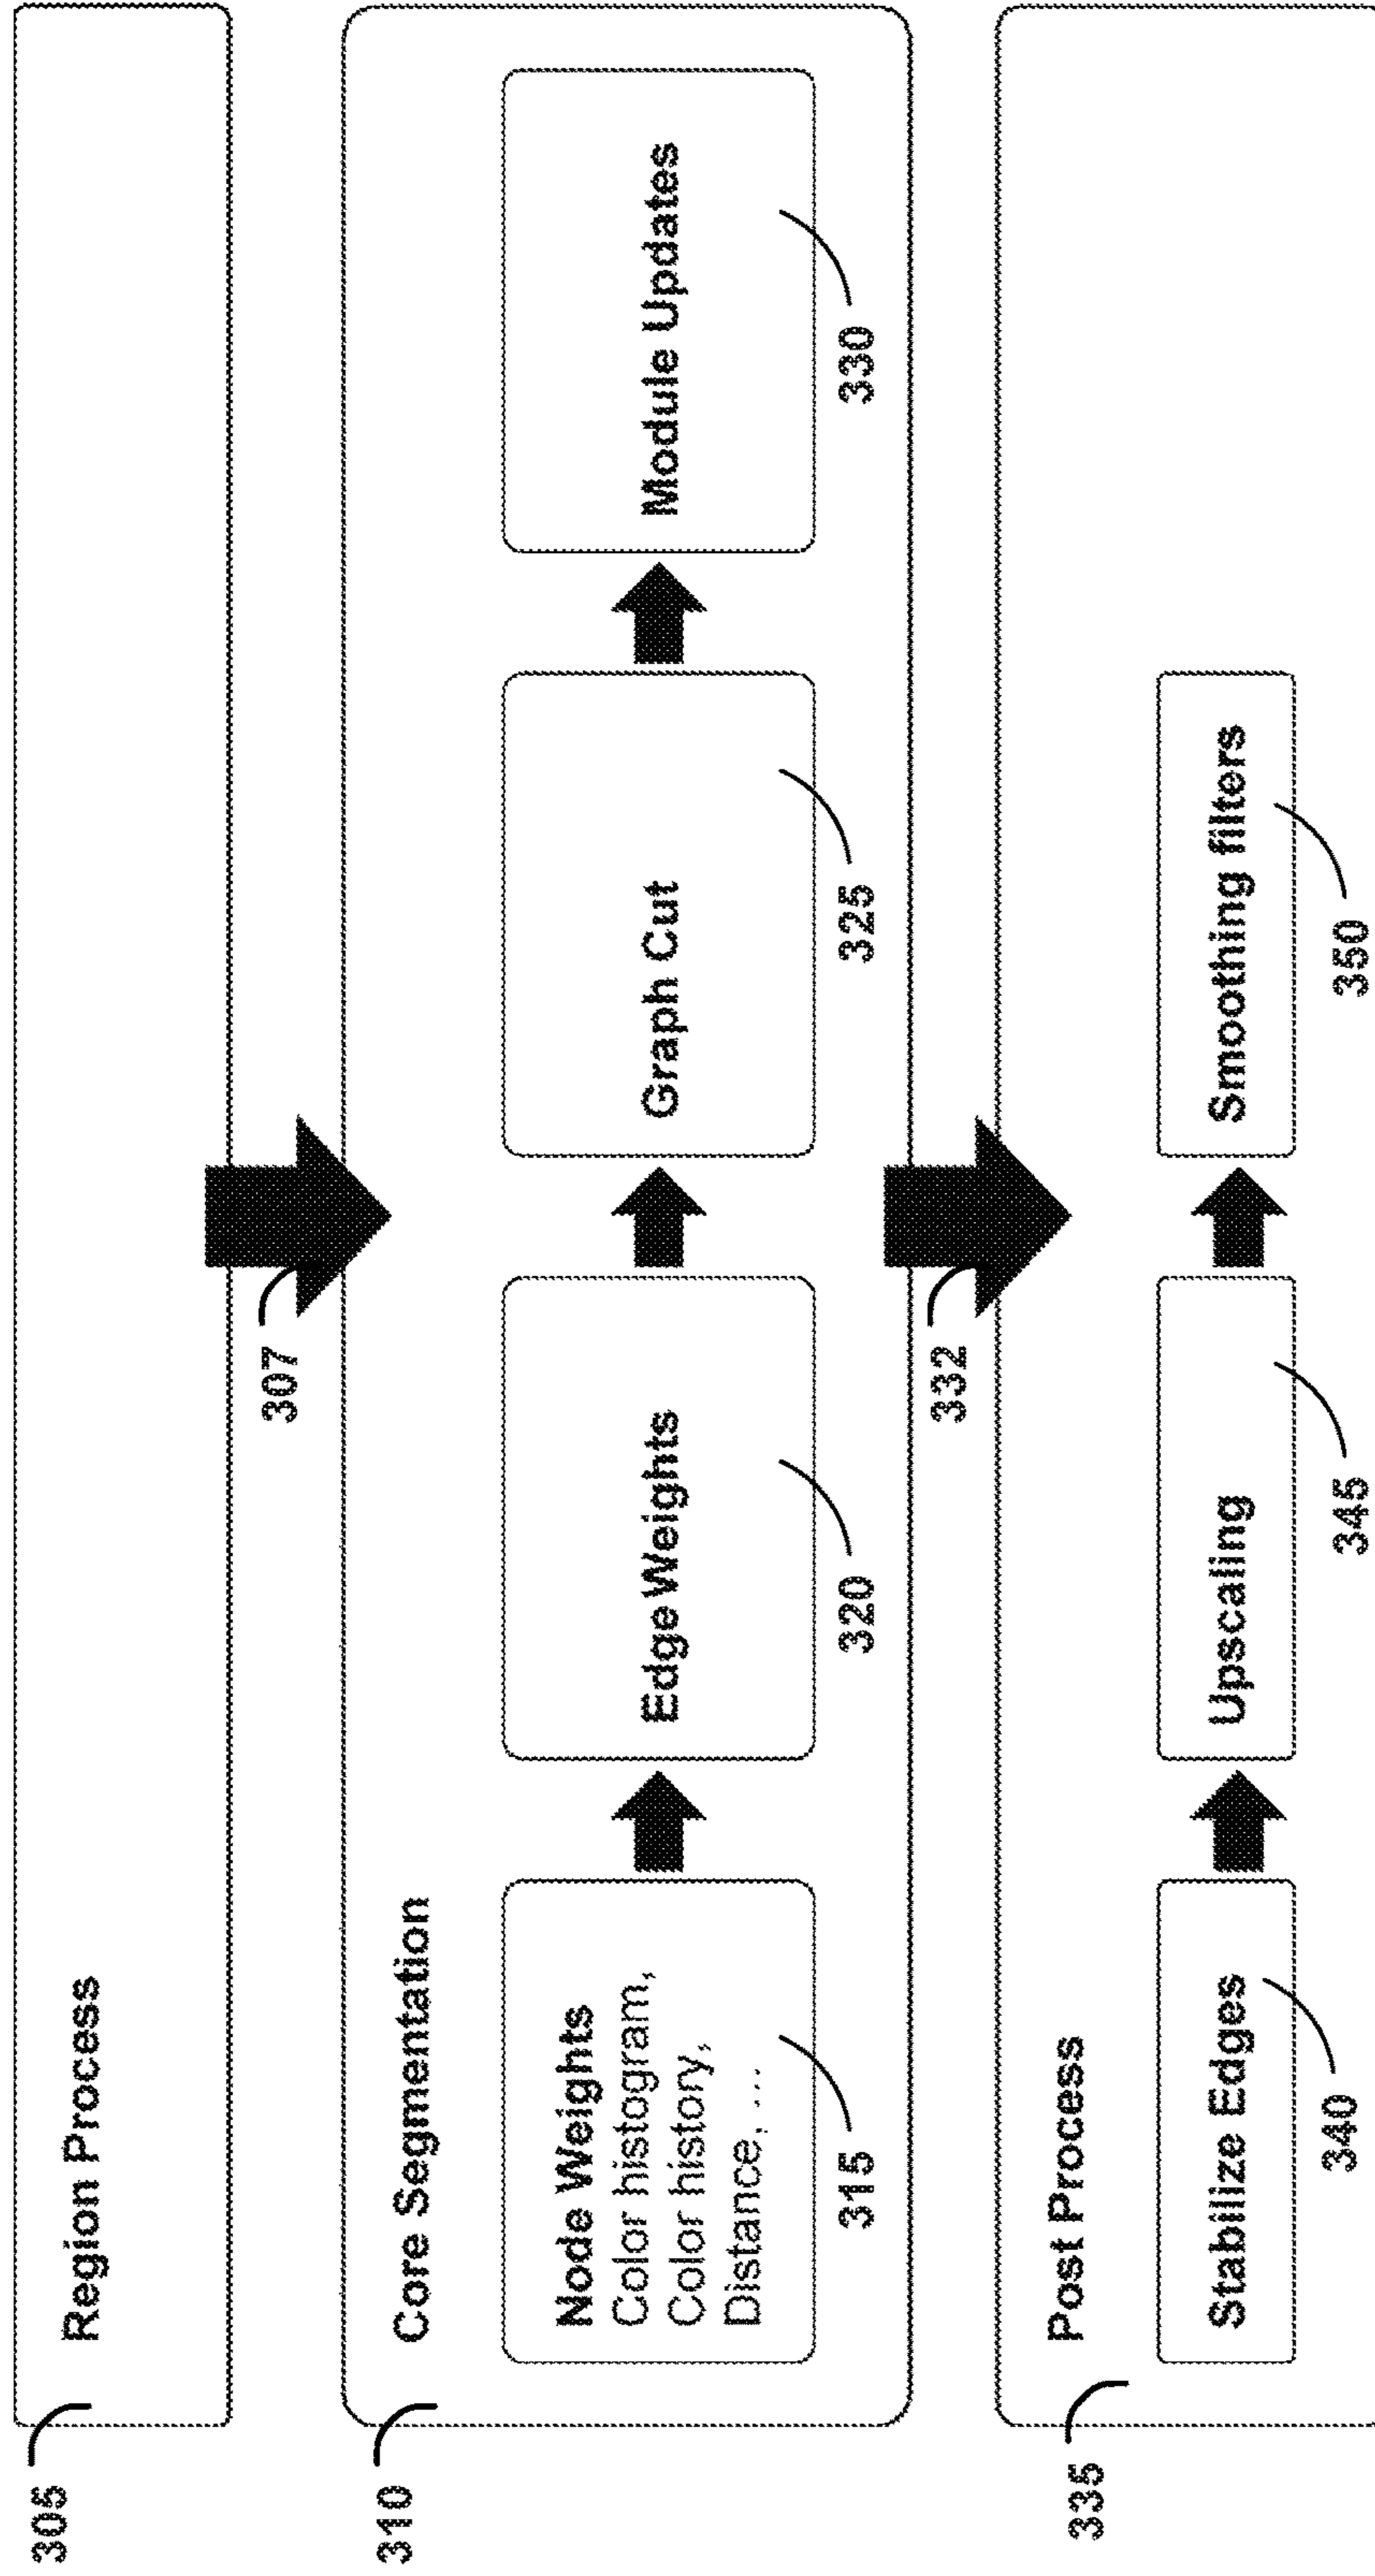 305
Region Process
307
310
Core Segmentation
Node Weights
Color histogram,
Color history,
Distance, ...
315
Edge Weights
320
Graph Cut
325
Module Updates
330
332
335
Post Process
Stabilize Edges
340
Upscaling
345
Smoothing filters
350